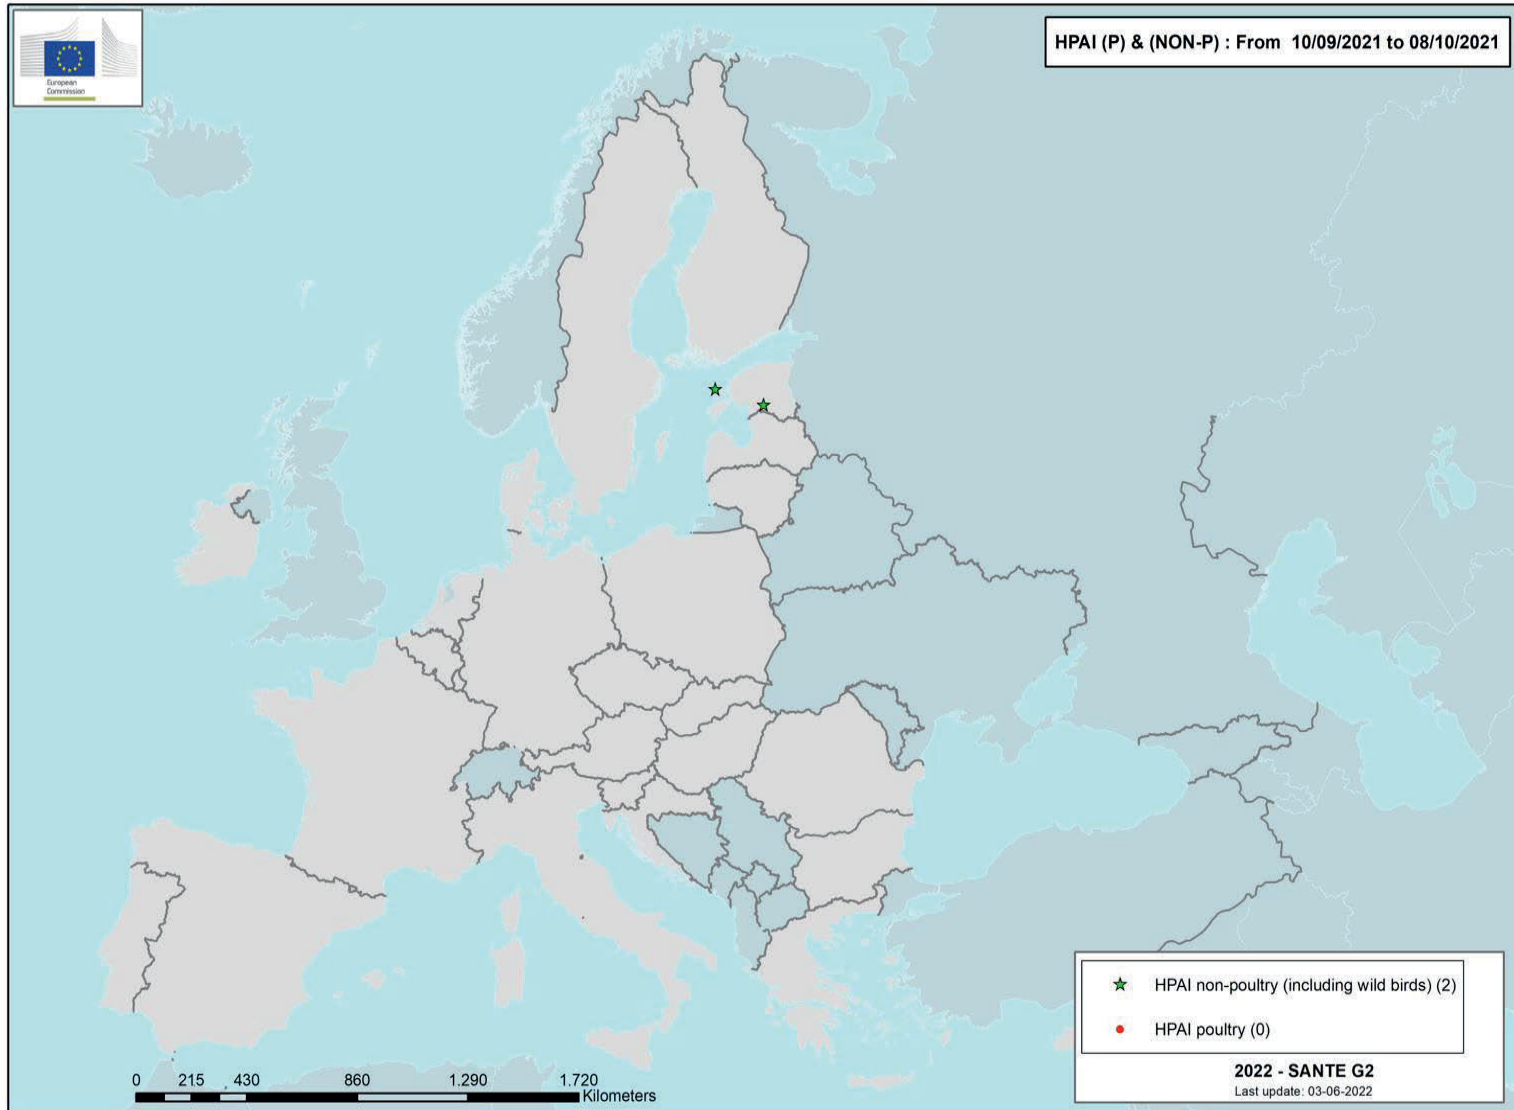 European
Commission
HPAI (P) & (NON-P) : From 10/09/2021 to 08/10/2021
HPAI non-poultry (including wild birds) (2)
HPAI poultry (0)
2022 - SANTE G2
Last update: 03-06-2022
0 215 430 860 1.290 1.720
Kilometers